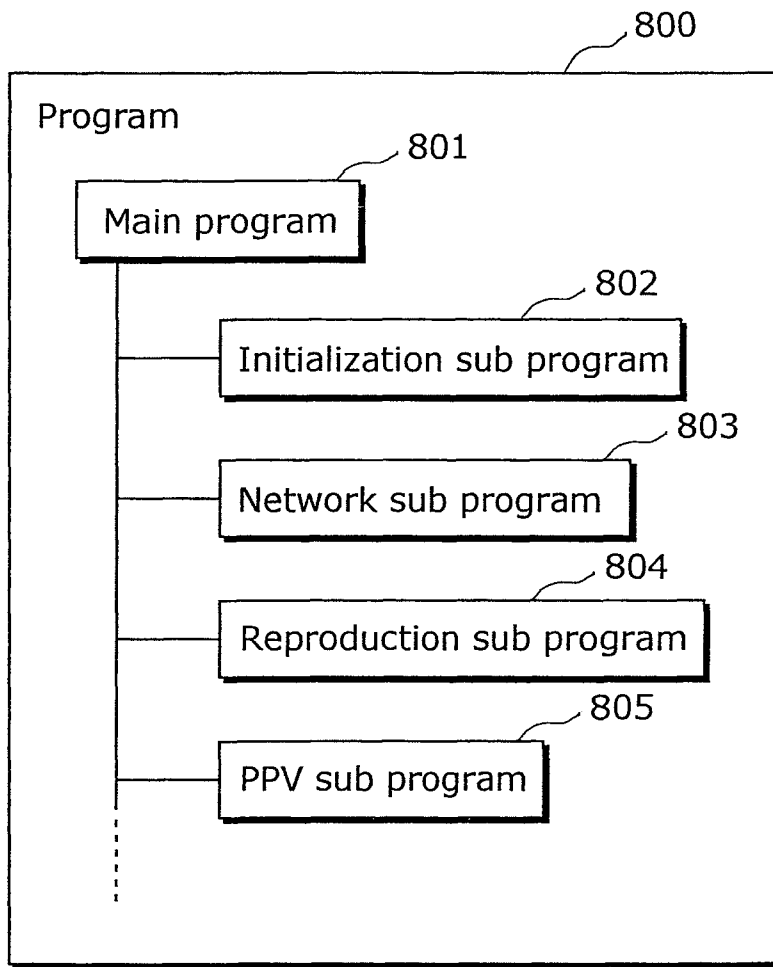 800
Program
801
Main program
802
Initialization sub program
803
Network sub program
804
Reproduction sub program
805
PPV sub program